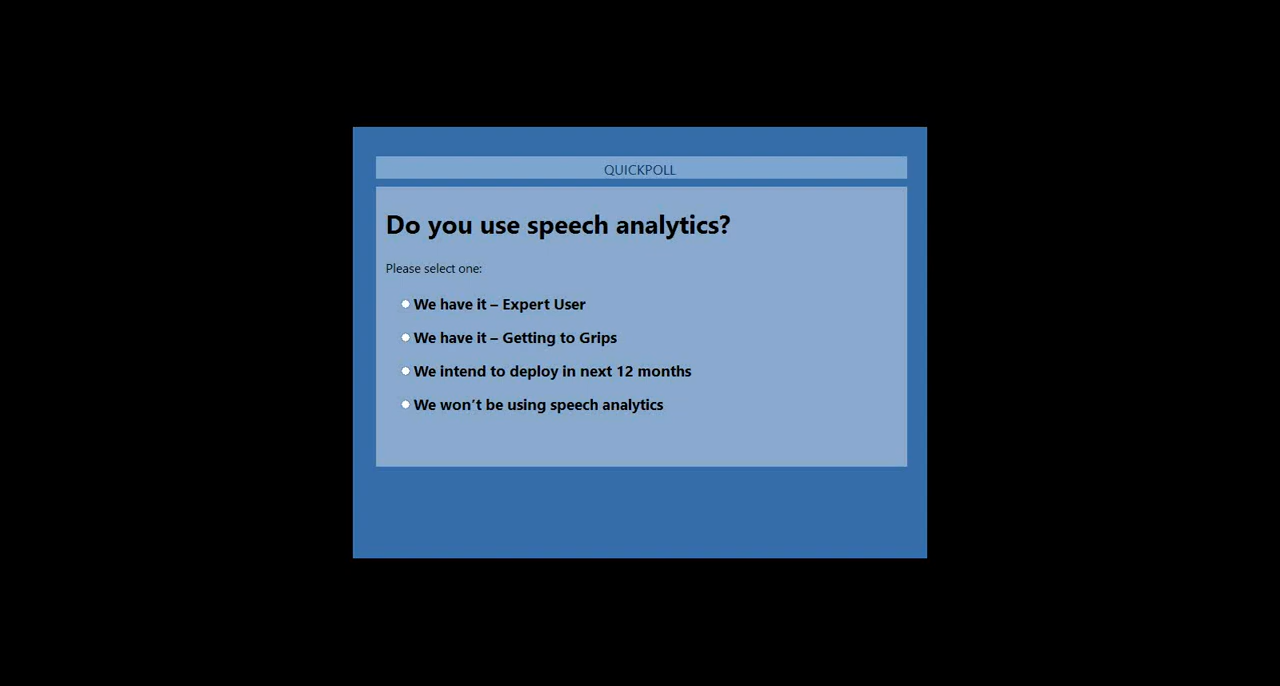 QUICKPOLL
Do you use speech analytics?
Please select one:
We have it – Expert User
We have it – Getting to Grips
We intend to deploy in next 12 months
We won’t be using speech analytics